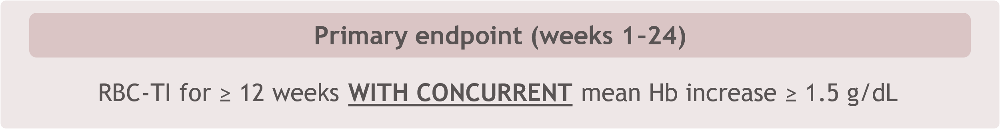 Primary endpoint (weeks 1-24)
RBC-TI for ≥ 12 weeks WITH CONCURRENT mean Hb increase ≥ 1.5 g/dL